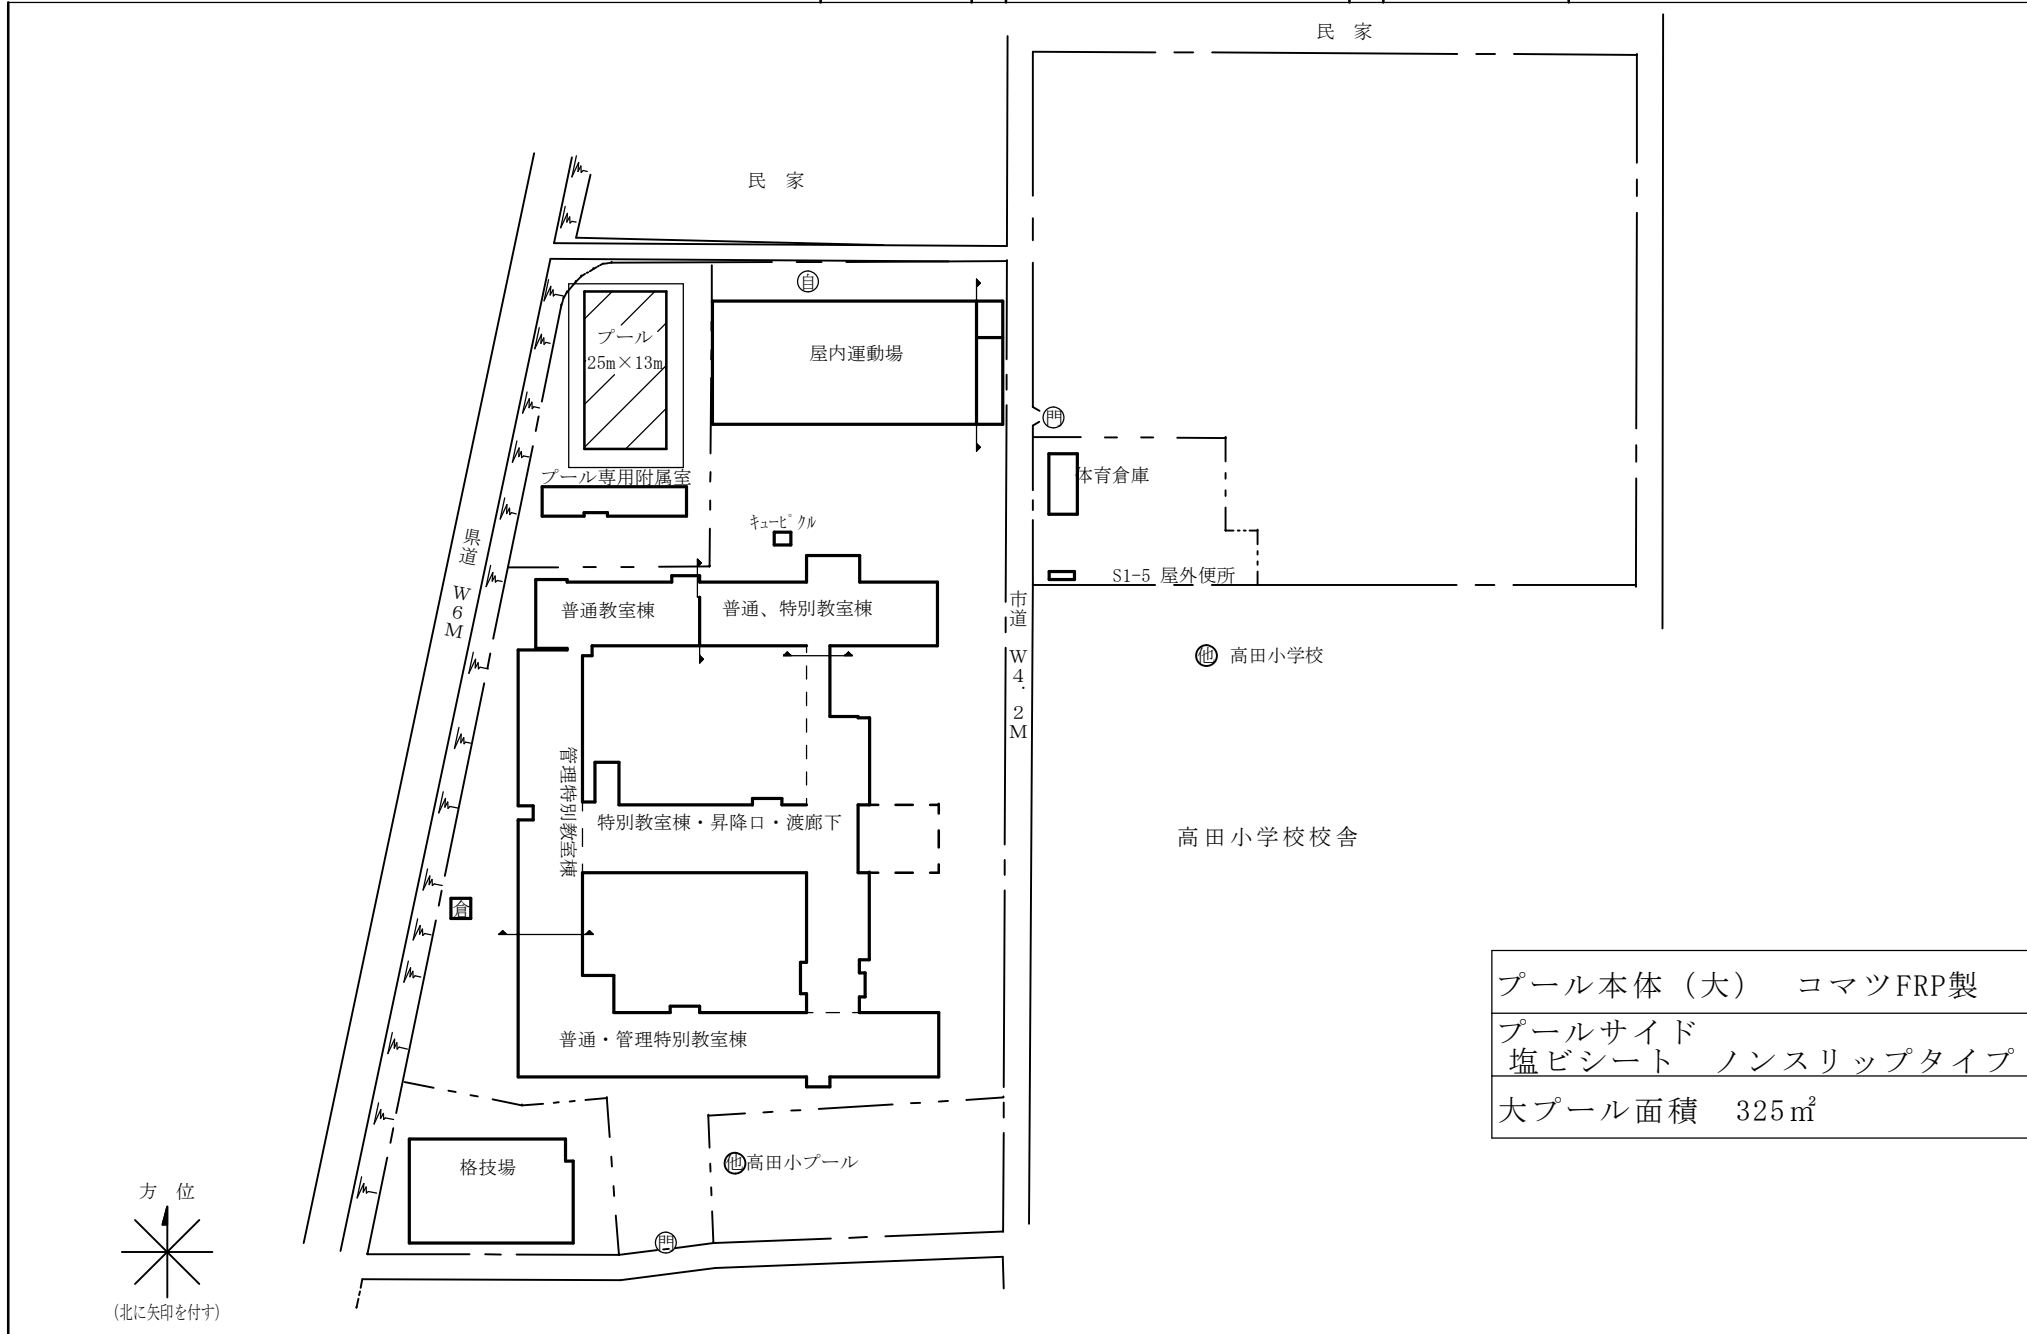 民 家
民 家
自
プール
25m×13m
屋内運動場
門
プール専用附属室
体育倉庫
キュービクル
県道 W6M
S1-5 屋外便所
普通教室棟
普通、特別教室棟
市道 W4.2M
他 高田小学校
管理特別教室棟
特別教室棟・昇降口・渡廊下
高田小学校校舎
倉
プール本体（大） コマツFRP製
プールサイド
塩ビシート ノンスリップタイプ
大プール面積 325㎡
普通・管理特別教室棟
格技場
他高田小プール
門
方 位
(北に矢印を付す)